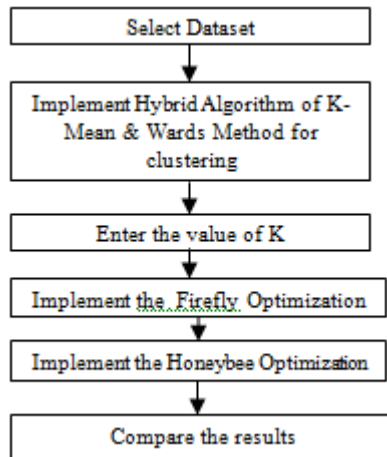 Select Dataset
Implement Hybrid Algorithm of K-
Mean & Wards Method for
clustering
Enter the value of K
Implement the Firefly Optimization
Implement the Honeybee Optimization
Compare the results